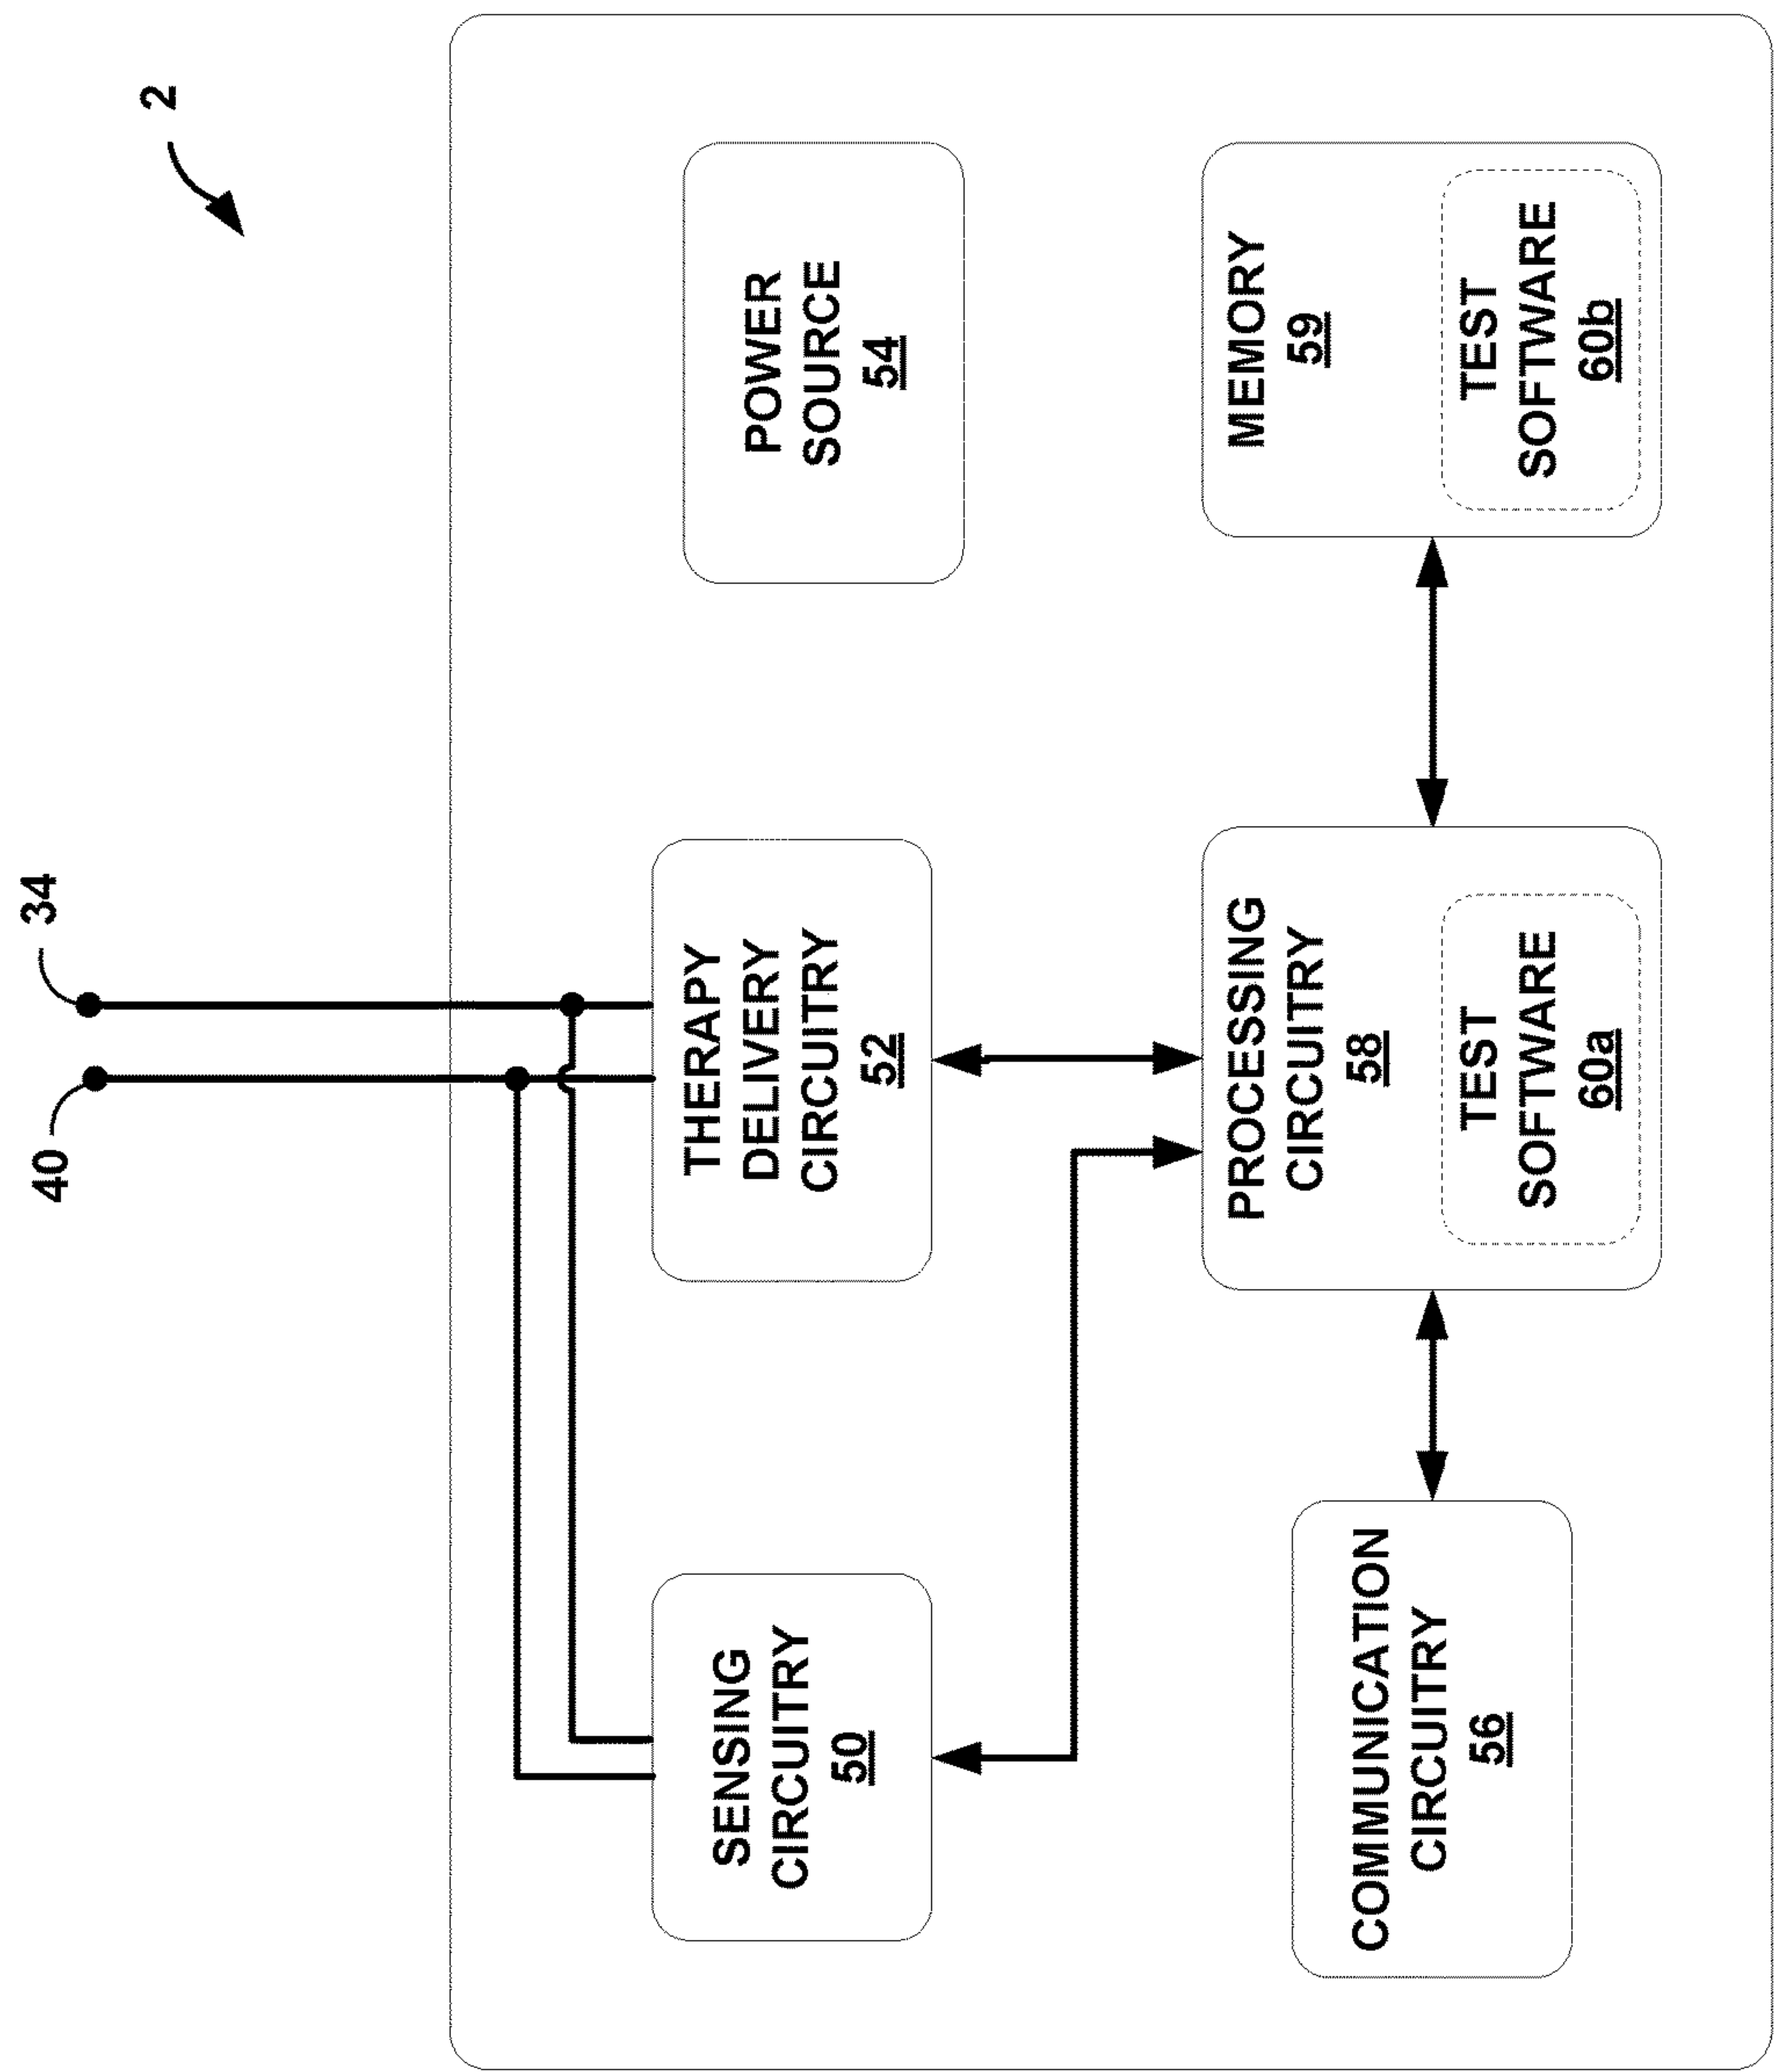 2
40
34
SENSING
CIRCUITRY
50
THERAPY
DELIVERY
CIRCUITRY
52
POWER
SOURCE
54
COMMUNICATION
CIRCUITRY
56
PROCESSING
CIRCUITRY
58
TEST
SOFTWARE
60a
MEMORY
59
TEST
SOFTWARE
60b